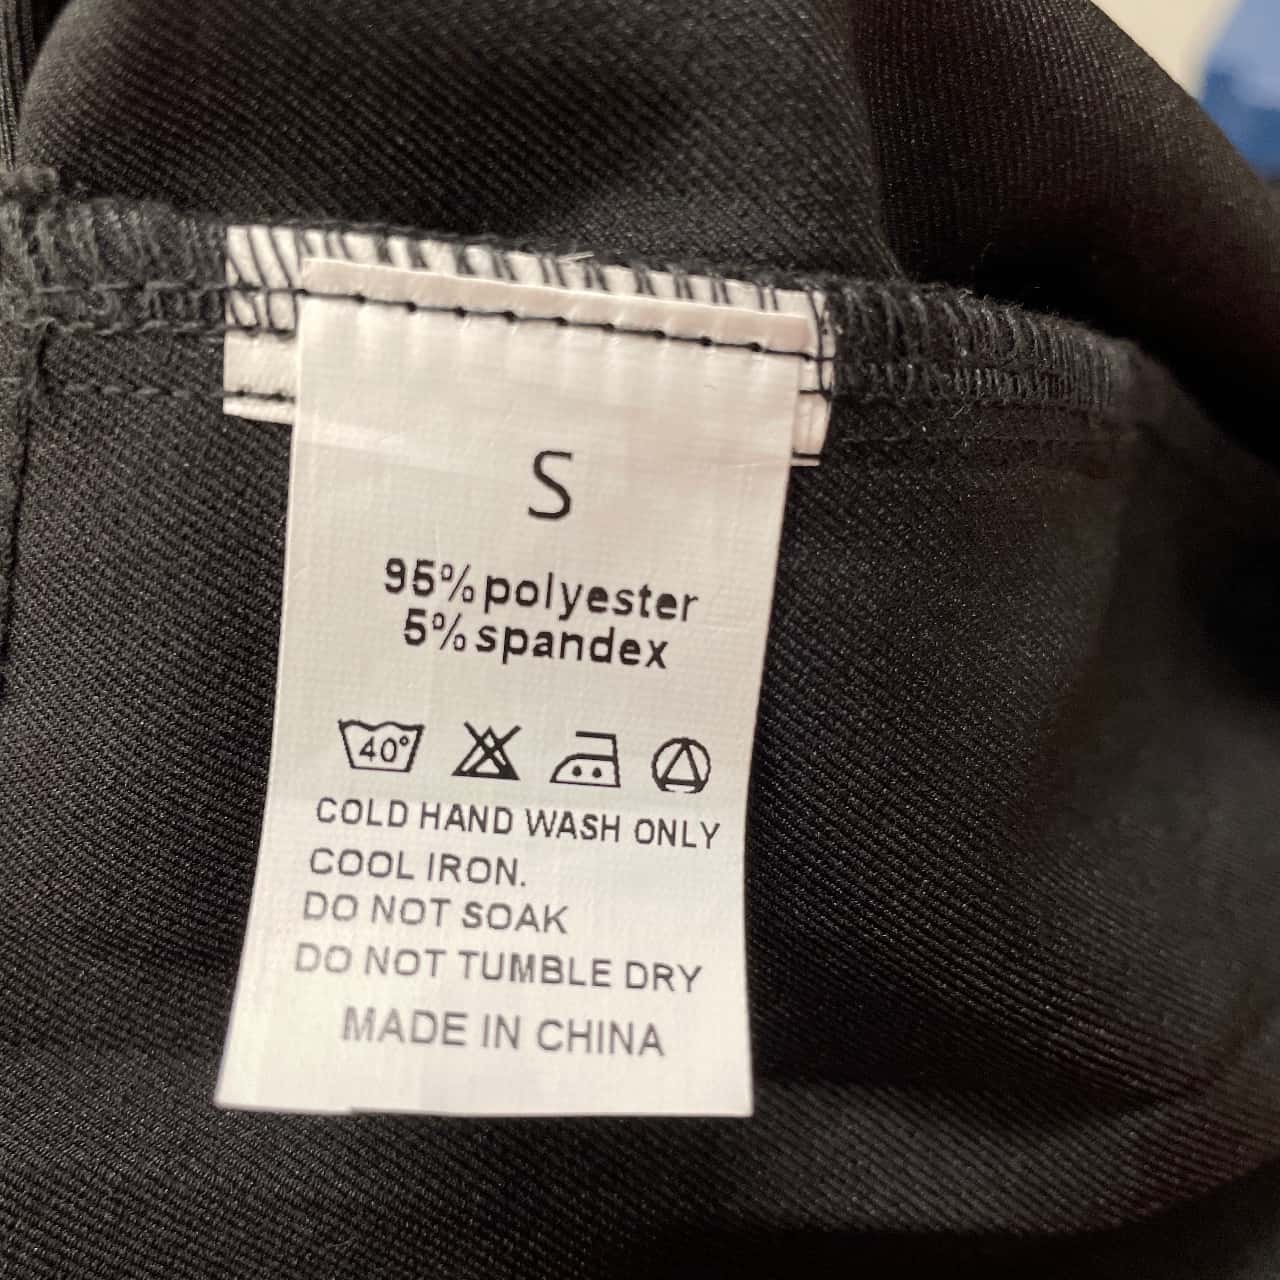 S
95% polyester
5% spandex
40°
A
COLD HAND WASH ONLY
COOL IRON.
DO NOT SOAK
DO NOT TUMBLE DRY
MADE IN CHINA